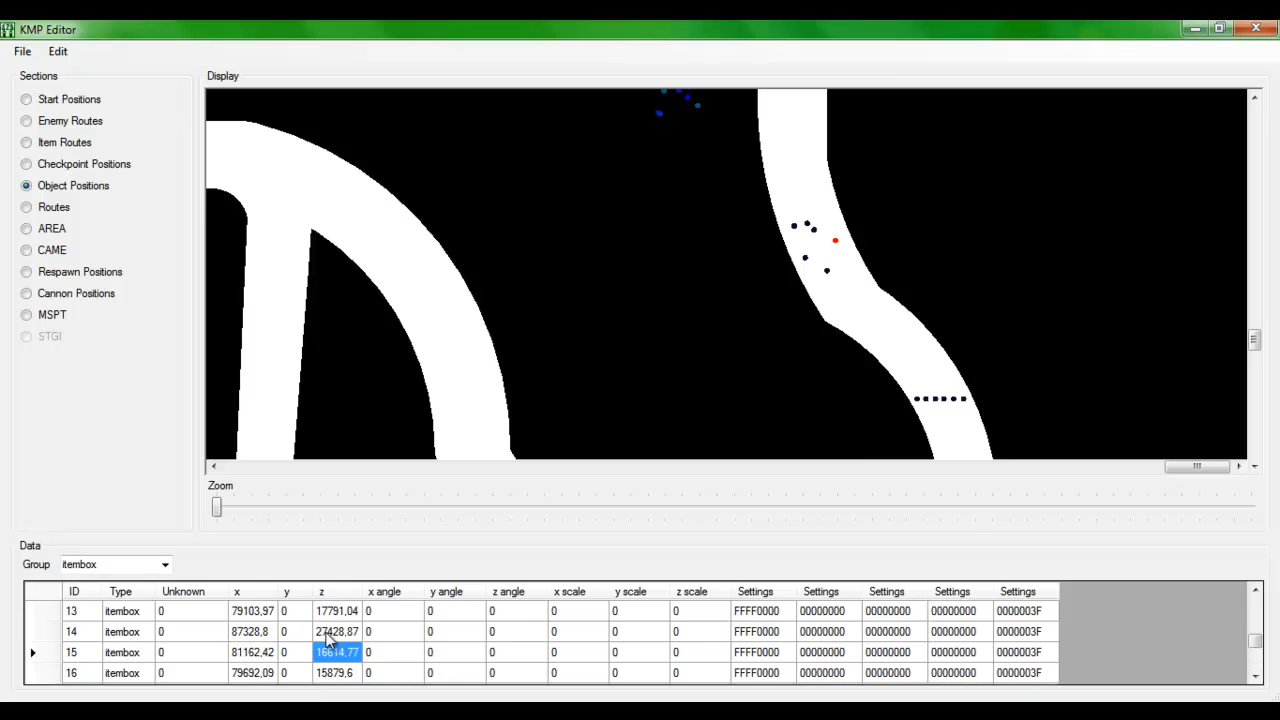 KMP Editor
File Edit
Sections
Start Positions
Enemy Routes
Item Routes
Checkpoint Positions
Object Positions
Routes
AREA
CAME
Respawn Positions
Cannon Positions
MSPT
STGI
Display
Zoom
Data
Group itembox
ID Type Unknown x y z x angle y angle z angle x scale y scale z scale Settings Settings Settings Settings Settings
13 itembox 0 79103,97 0 17791,04 0 0 0 0 0 0 FFFF0000 00000000 00000000 00000000 0000003F
14 itembox 0 87328,8 0 27428,87 0 0 0 0 0 0 FFFF0000 00000000 00000000 00000000 0000003F
15 itembox 0 81162,42 0 16614,77 0 0 0 0 0 0 FFFF0000 00000000 00000000 00000000 0000003F
16 itembox 0 79692,09 0 15879,6 0 0 0 0 0 0 FFFF0000 00000000 00000000 00000000 0000003F